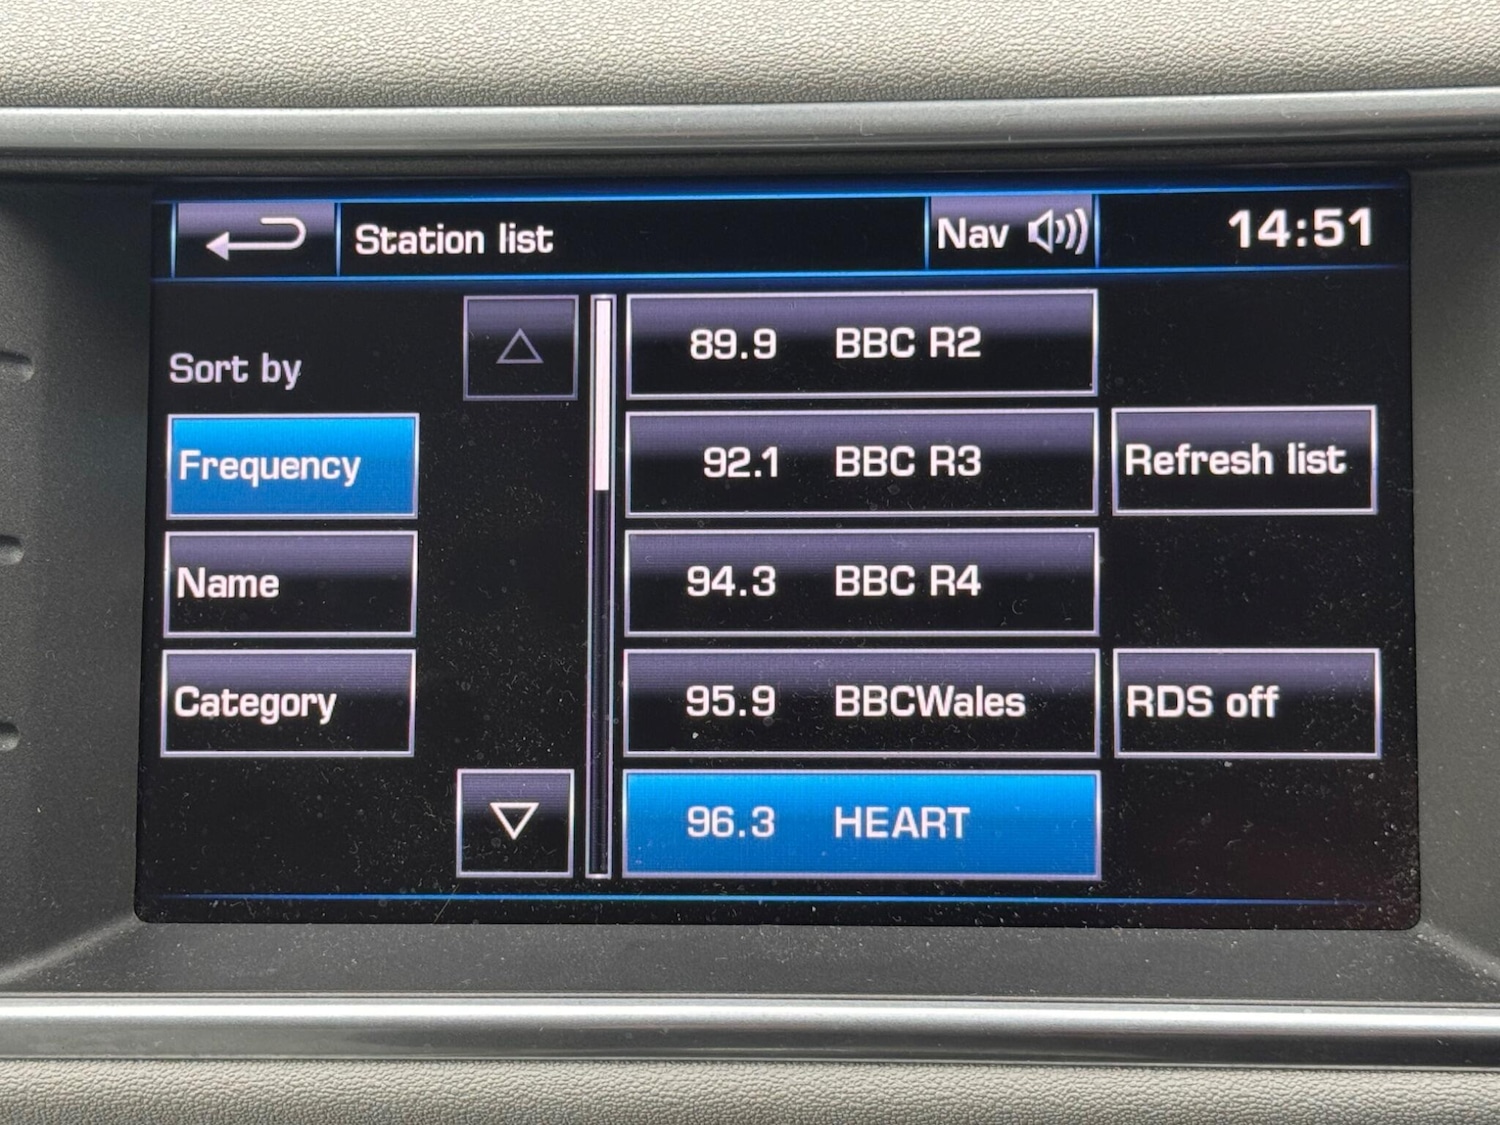 Station list
Nav
14:51
Sort by
Frequency
Name
Category
89.9 BBC R2
92.1 BBC R3
94.3 BBC R4
95.9 BBCWales
96.3 HEART
Refresh list
RDS off